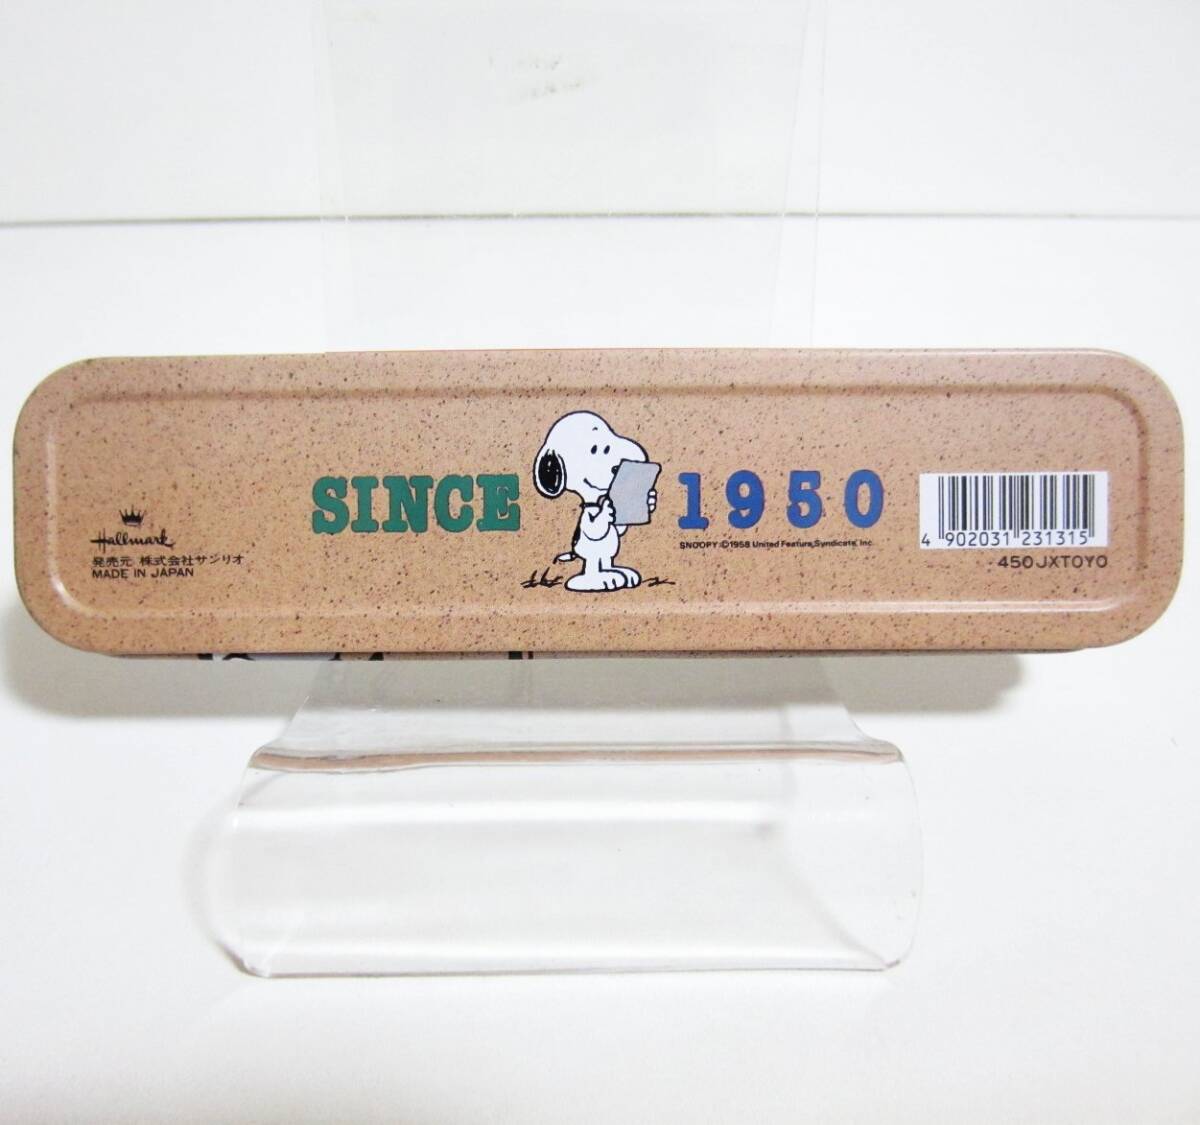 SINCE 1950
SNOOPY:©1958 United Feature Syndicate, Inc.
Hallmark
発売元 株式会社サンリオ
MADE IN JAPAN
4 902031 231315
450JXTOYO